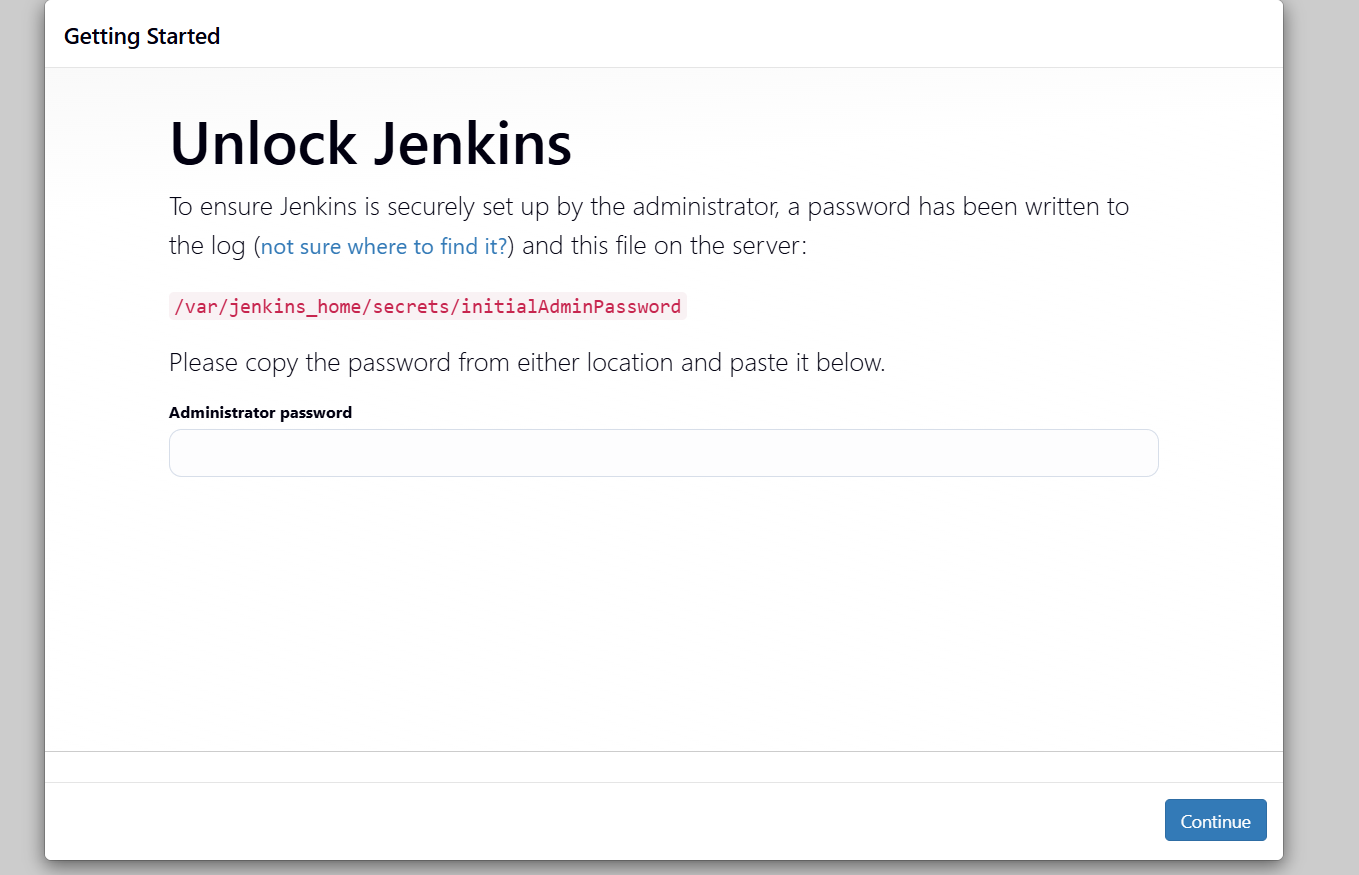 Getting Started
Unlock Jenkins
To ensure Jenkins is securely set up by the administrator, a password has been written to
the log (not sure where to find it?) and this file on the server:
/var/jenkins_home/secrets/initialAdminPassword
Please copy the password from either location and paste it below.
Administrator password
Continue